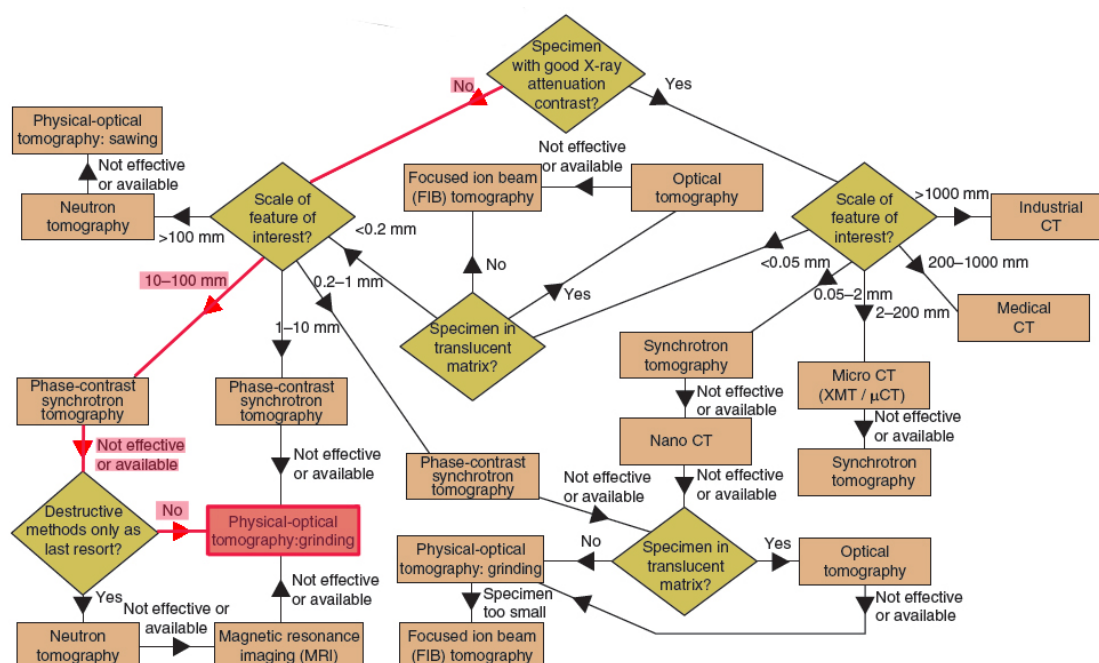 Specimen
with good X-ray
attenuation
contrast?
No
Yes
Physical-optical
tomography: sawing
Not effective
or available
Neutron
tomography
>100 mm
Scale of
feature of
interest?
<0.2 mm
Not effective
or available
Focused ion beam
(FIB) tomography
Optical
tomography
No
Yes
Specimen in
translucent
matrix?
Scale of
feature of
interest?
>1000 mm
Industrial
CT
200–1000 mm
Medical
CT
<0.05 mm
0.05–2 mm
2–200 mm
10–100 mm
1–10 mm
0.2–1 mm
Synchrotron
tomography
Not effective
or available
Nano CT
Not effective
or available
Micro CT
(XMT / μCT)
Not effective
or available
Synchrotron
tomography
Phase-contrast
synchrotron
tomography
Not effective
or available
Phase-contrast
synchrotron
tomography
Not effective
or available
Phase-contrast
synchrotron
tomography
Not effective
or available
Destructive
methods only as
last resort?
No
Physical-optical
tomography:grinding
Yes
Neutron
tomography
Not effective or
available
Magnetic resonance
imaging (MRI)
Not effective
or available
Specimen in
translucent
matrix?
No
Yes
Physical-optical
tomography: grinding
Specimen
too small
Focused ion beam
(FIB) tomography
Optical
tomography
Not effective
or available